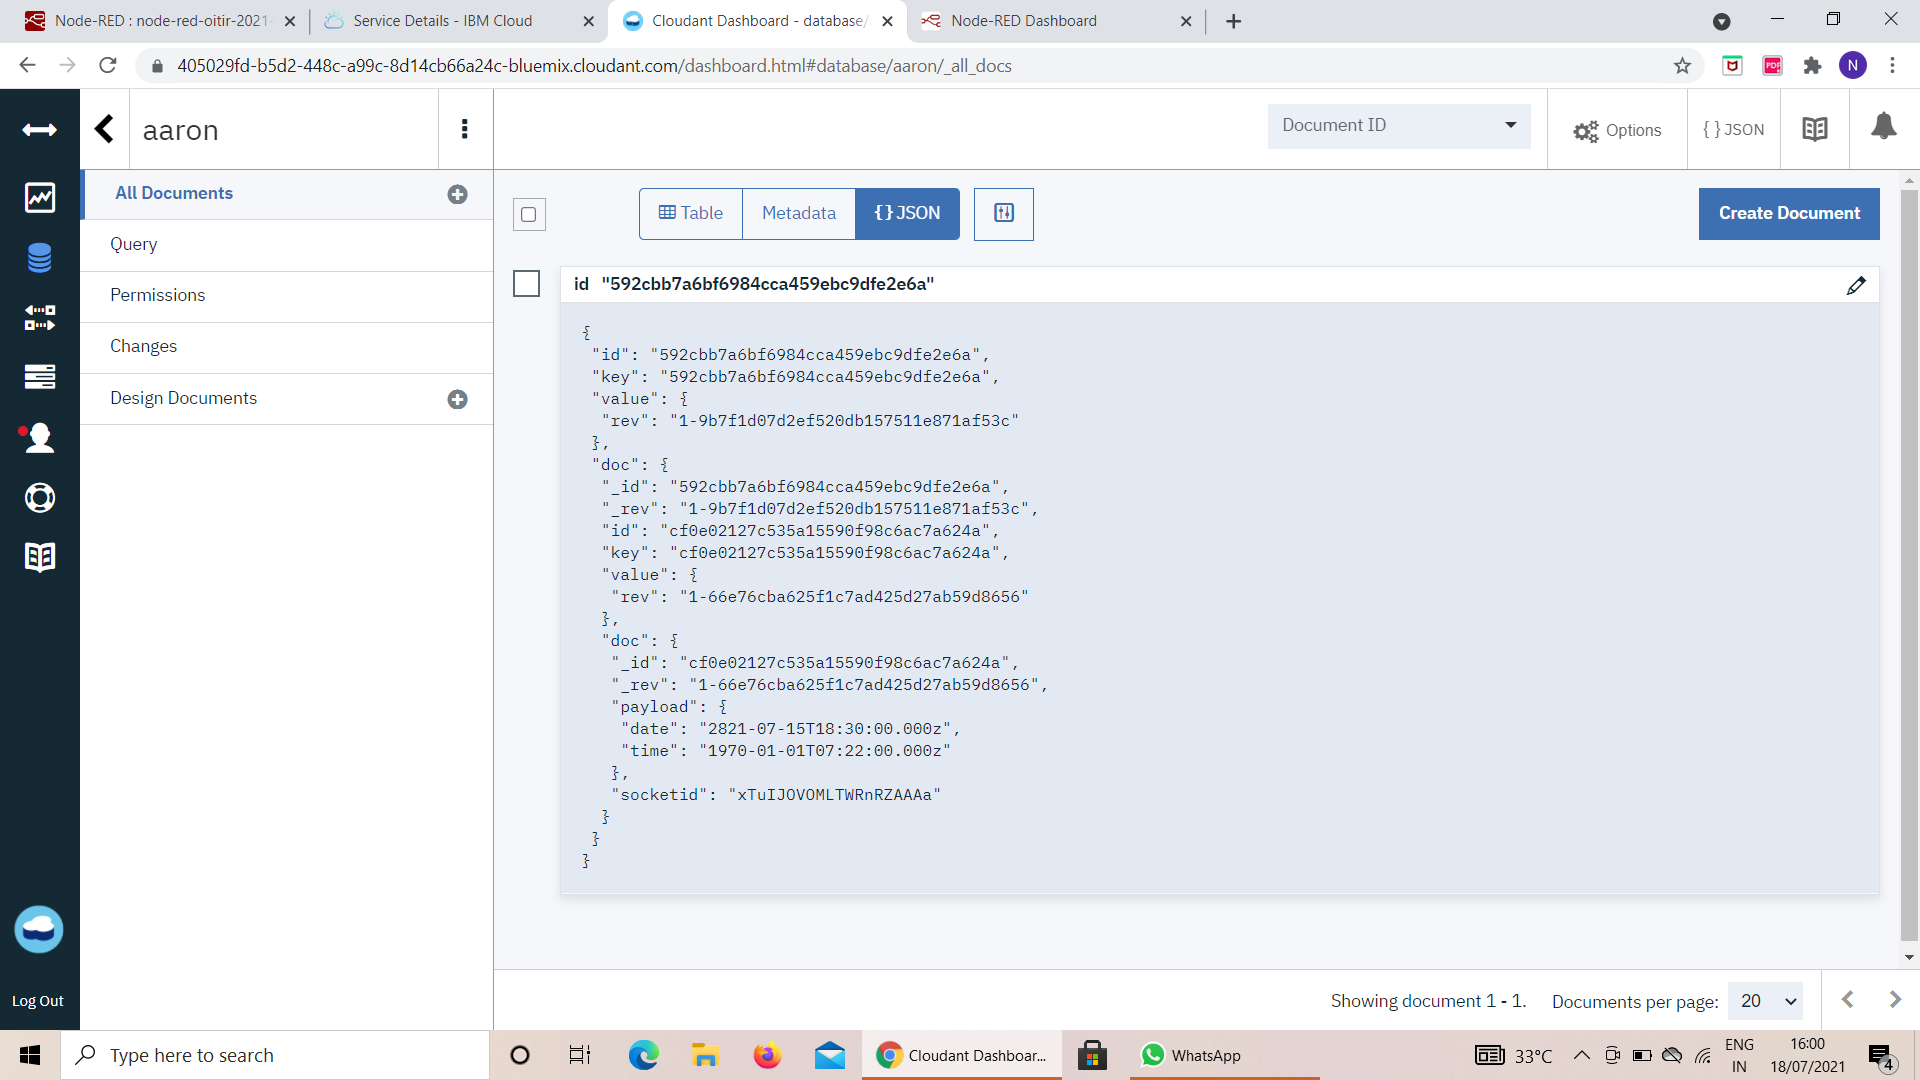 Node-RED : node-red-oitir-2021-
Service Details - IBM Cloud
Cloudant Dashboard - database/
Node-RED Dashboard
405029fd-b5d2-448c-a99c-8d14cb66a24c-bluemix.cloudant.com/dashboard.html#database/aaron/_all_docs
PDF
N
aaron
Document ID
Options
{ } JSON
All Documents
Query
Permissions
Changes
Design Documents
Table
Metadata
{ } JSON
Create Document
id "592cbb7a6bf6984cca459ebc9dfe2e6a"
{
"id": "592cbb7a6bf6984cca459ebc9dfe2e6a",
"key": "592cbb7a6bf6984cca459ebc9dfe2e6a",
"value": {
"rev": "1-9b7f1d07d2ef520db157511e871af53c"
},
"doc": {
"_id": "592cbb7a6bf6984cca459ebc9dfe2e6a",
"_rev": "1-9b7f1d07d2ef520db157511e871af53c",
"id": "cf0e02127c535a15590f98c6ac7a624a",
"key": "cf0e02127c535a15590f98c6ac7a624a",
"value": {
"rev": "1-66e76cba625f1c7ad425d27ab59d8656"
},
"doc": {
"_id": "cf0e02127c535a15590f98c6ac7a624a",
"_rev": "1-66e76cba625f1c7ad425d27ab59d8656",
"payload": {
"date": "2821-07-15T18:30:00.000z",
"time": "1970-01-01T07:22:00.000z"
},
"socketid": "xTuIJOVOMLTWRnRZAAAa"
}
}
}
Log Out
Showing document 1 - 1.
Documents per page:
20
Type here to search
Cloudant Dashboar...
WhatsApp
33°C
ENG
IN
16:00
18/07/2021
4